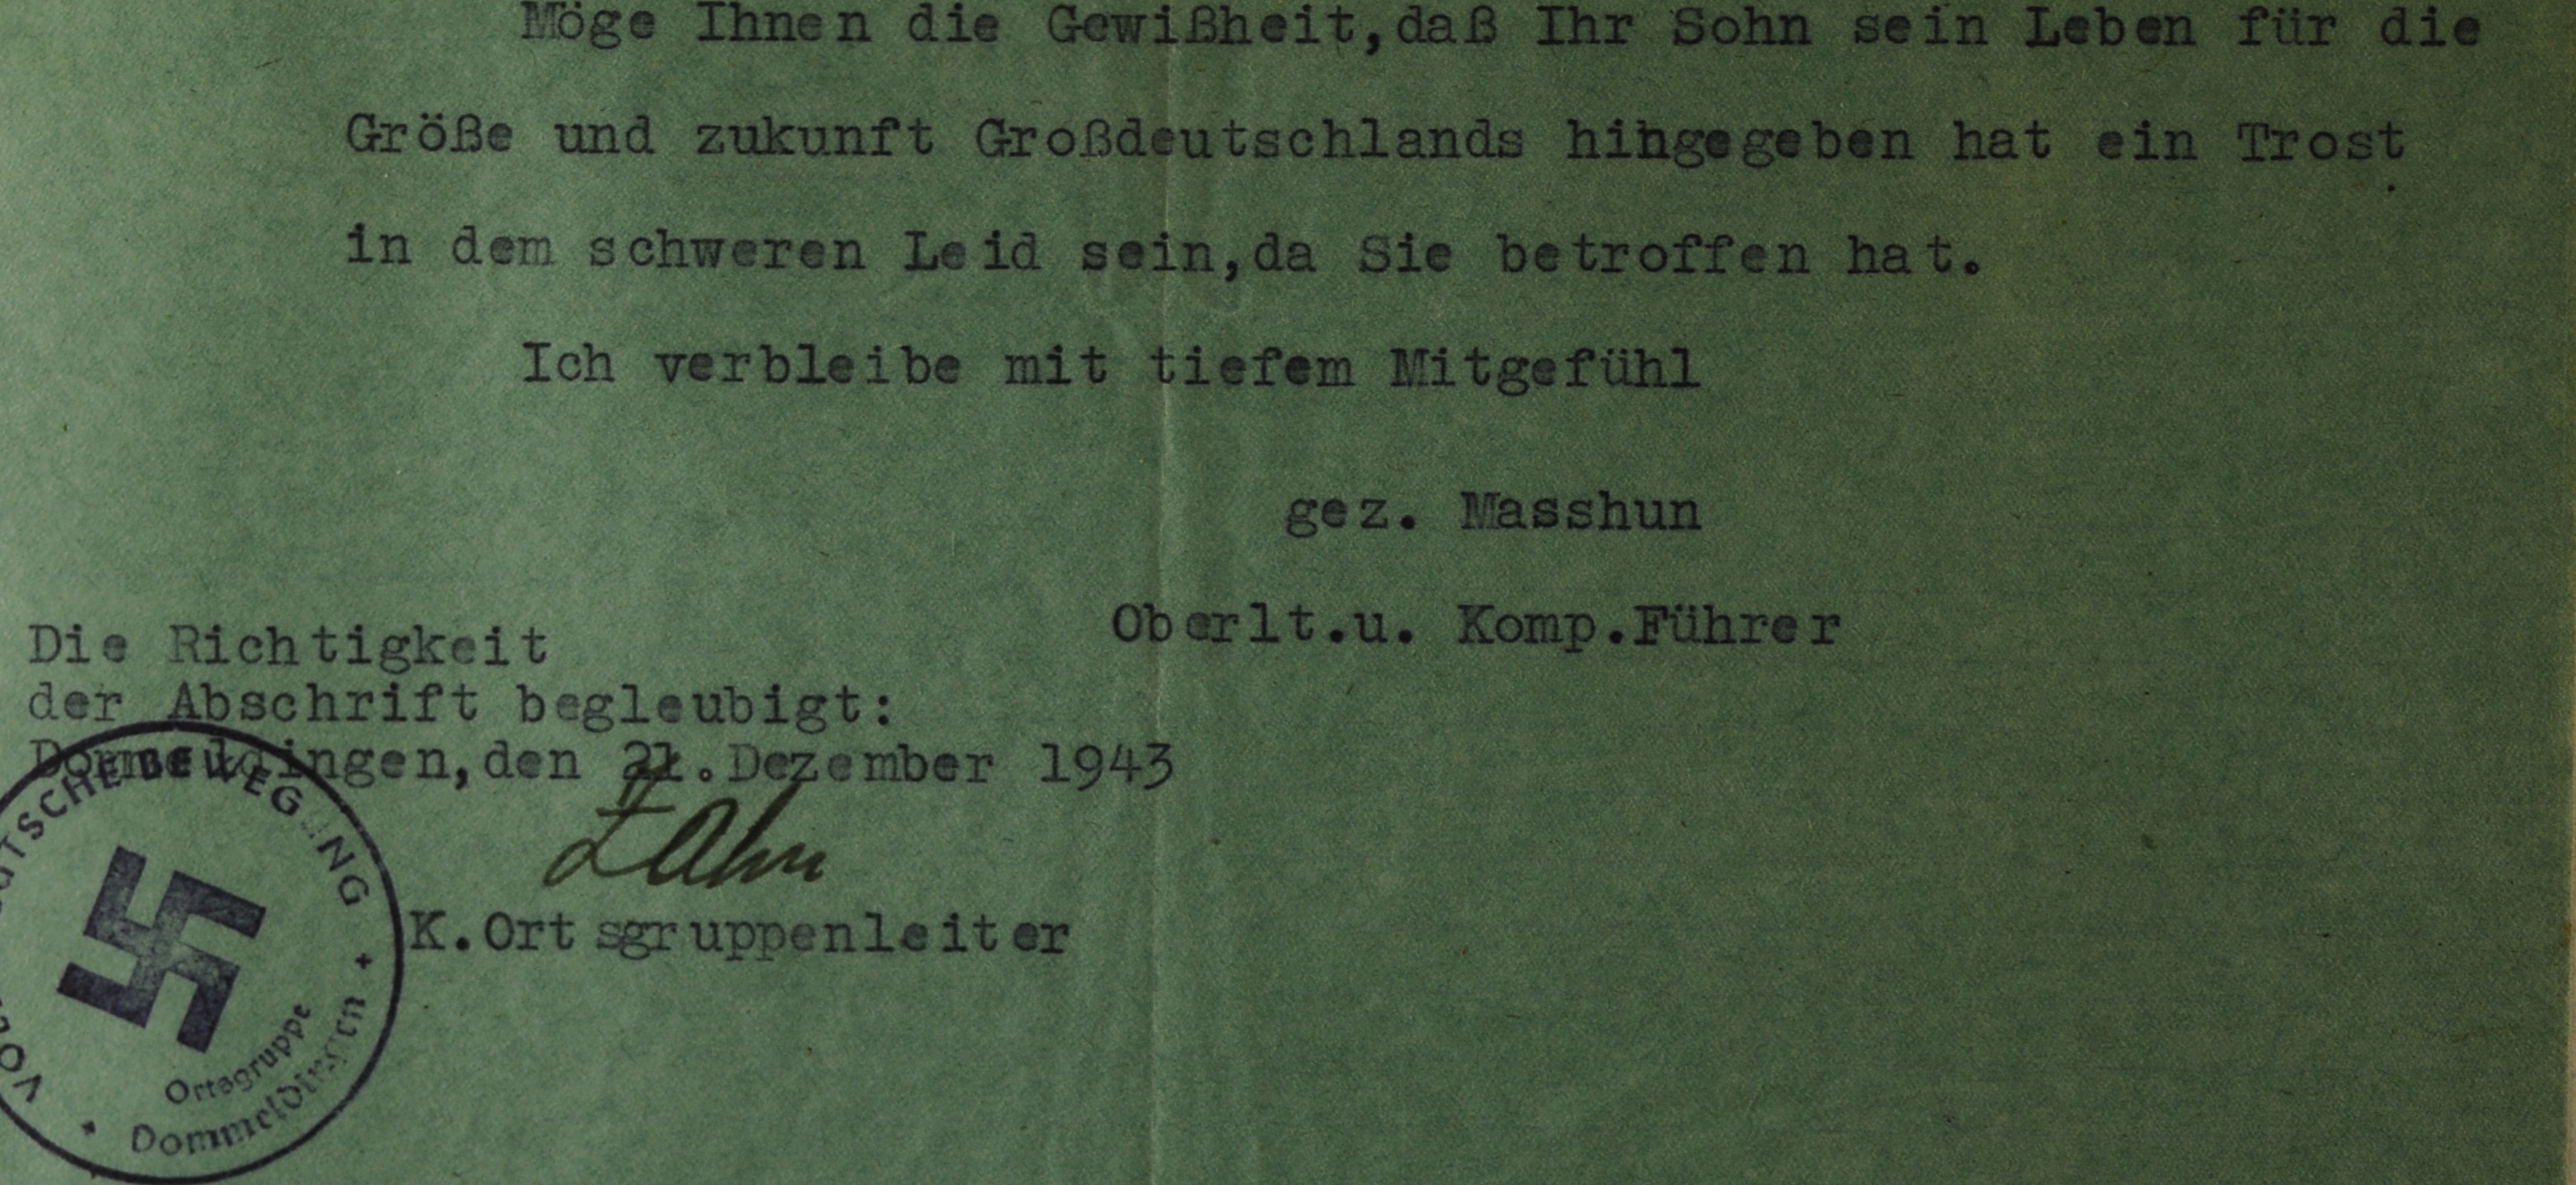 Möge Ihnen die Gewißheit,daß Ihr Sohn sein Leben für die
Größe und zukunft Großdeutschlands hingegeben hat ein Trost
in dem schweren Leid sein,da Sie betroffen hat.
Ich verbleibe mit tiefem Mitgefühl
gez. Masshun
Oberlt.u. Komp.Führer
Die Richtigkeit
der Abschrift begleubigt:
Dommeldingen,den 21.Dezember 1943
K.Ortsgruppenleiter
BEWEGUNG
Ortsgruppe
Dommeldingen